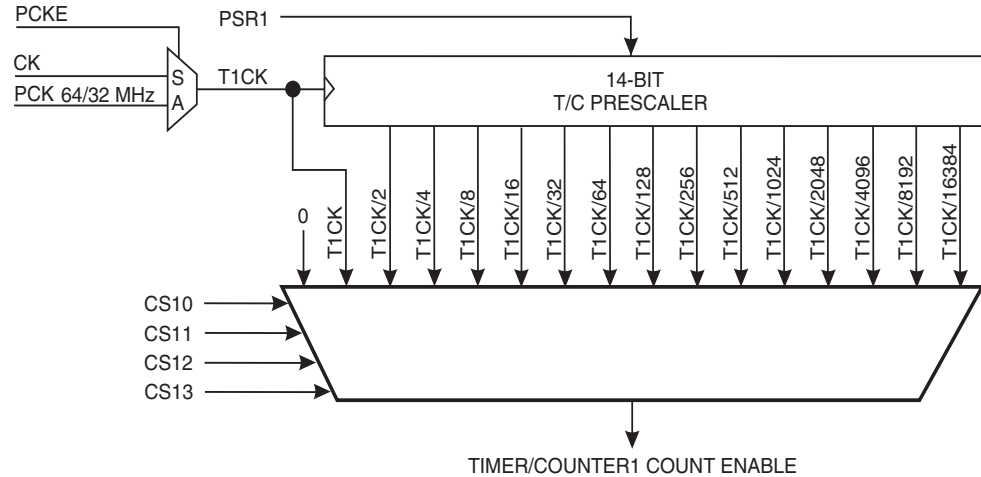 PCKE
PSR1
CK
PCK 64/32 MHz
S
A
T1CK
14-BIT
T/C PRESCALER
0
T1CK
T1CK/2
T1CK/4
T1CK/8
T1CK/16
T1CK/32
T1CK/64
T1CK/128
T1CK/256
T1CK/512
T1CK/1024
T1CK/2048
T1CK/4096
T1CK/8192
T1CK/16384
CS10
CS11
CS12
CS13
TIMER/COUNTER1 COUNT ENABLE